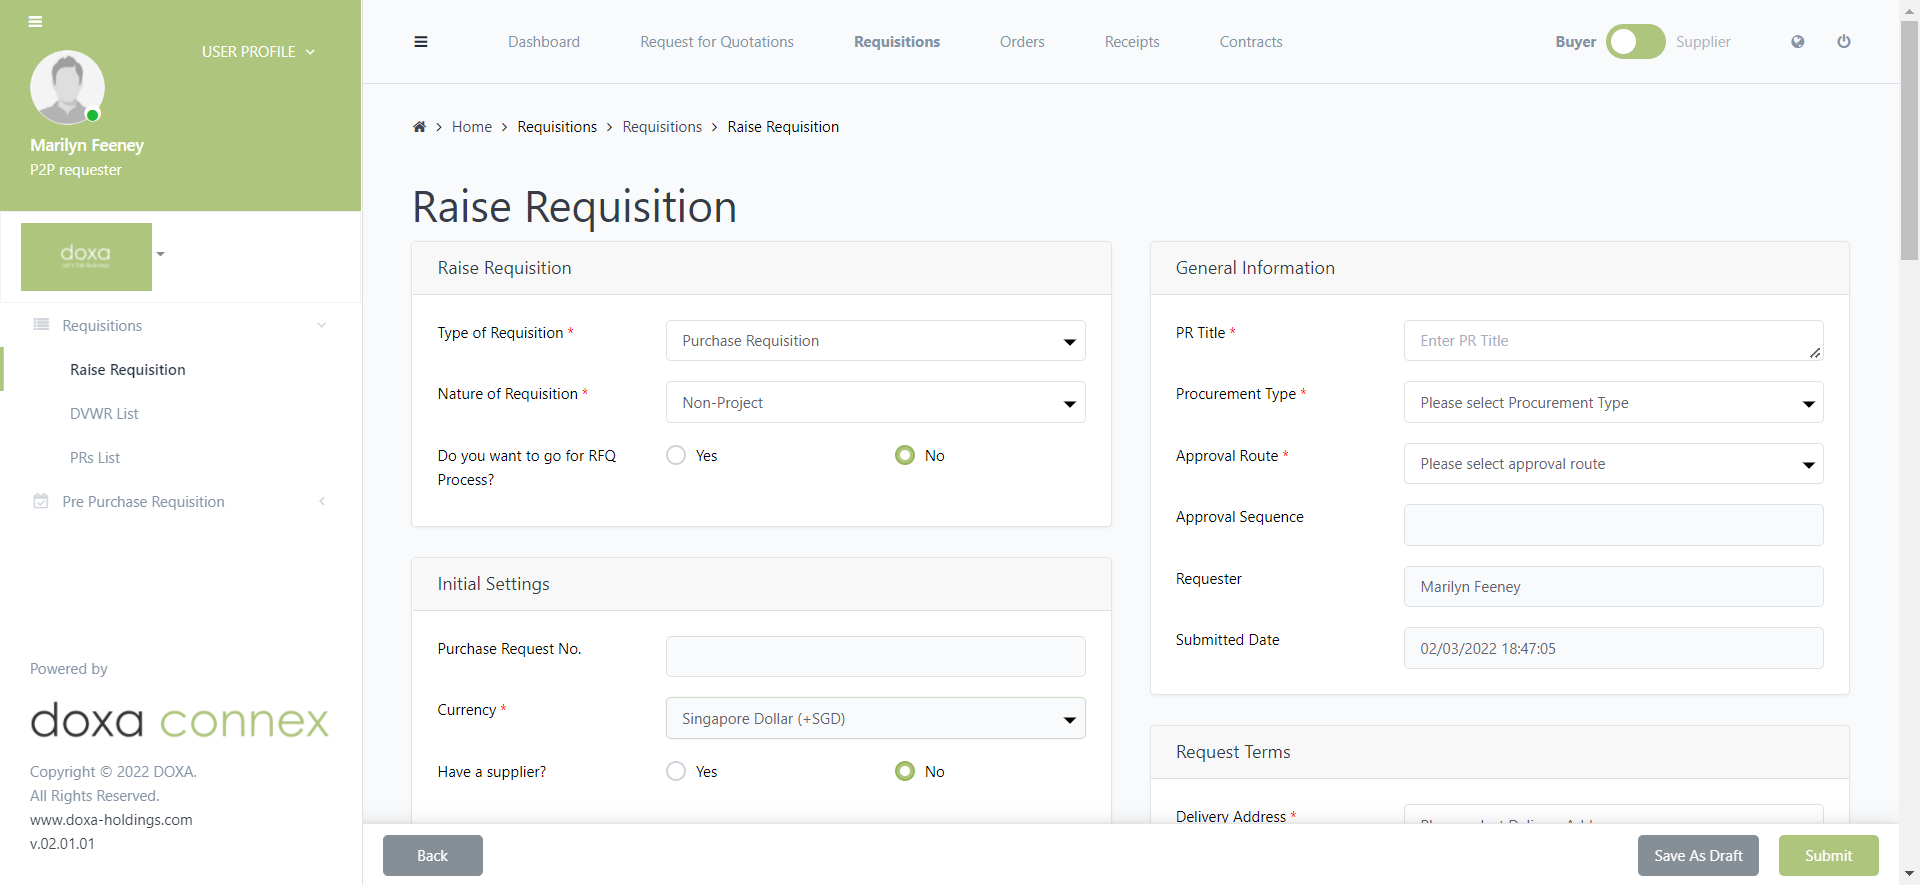 USER PROFILE
Marilyn Feeney
P2P requester
doxa
Let's Talk Business!
Requisitions
Raise Requisition
DVWR List
PRs List
Pre Purchase Requisition
Powered by
doxa connex
Copyright © 2022 DOXA.
All Rights Reserved.
www.doxa-holdings.com
v.02.01.01
Dashboard Request for Quotations Requisitions Orders Receipts Contracts Buyer Supplier
Home > Requisitions > Requisitions > Raise Requisition
Raise Requisition
Raise Requisition
Type of Requisition * Purchase Requisition
Nature of Requisition * Non-Project
Do you want to go for RFQ Process? Yes No
Initial Settings
Purchase Request No.
Currency * Singapore Dollar (+SGD)
Have a supplier? Yes No
General Information
PR Title * Enter PR Title
Procurement Type * Please select Procurement Type
Approval Route * Please select approval route
Approval Sequence
Requester Marilyn Feeney
Submitted Date 02/03/2022 18:47:05
Request Terms
Delivery Address *
Back Save As Draft Submit